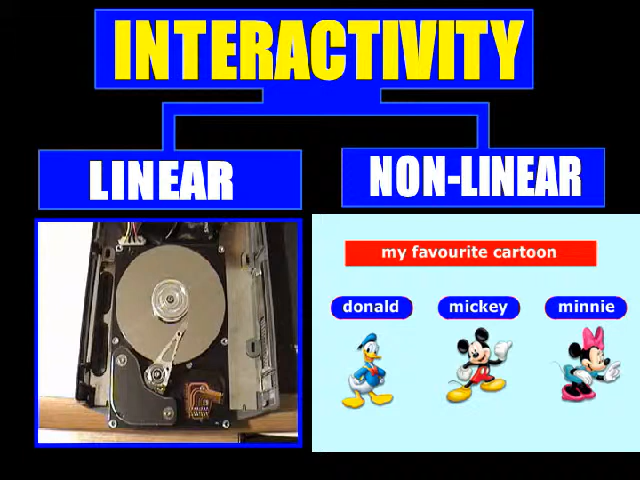 INTERACTIVITY
LINEAR
NON-LINEAR
my favourite cartoon
donald
mickey
minnie